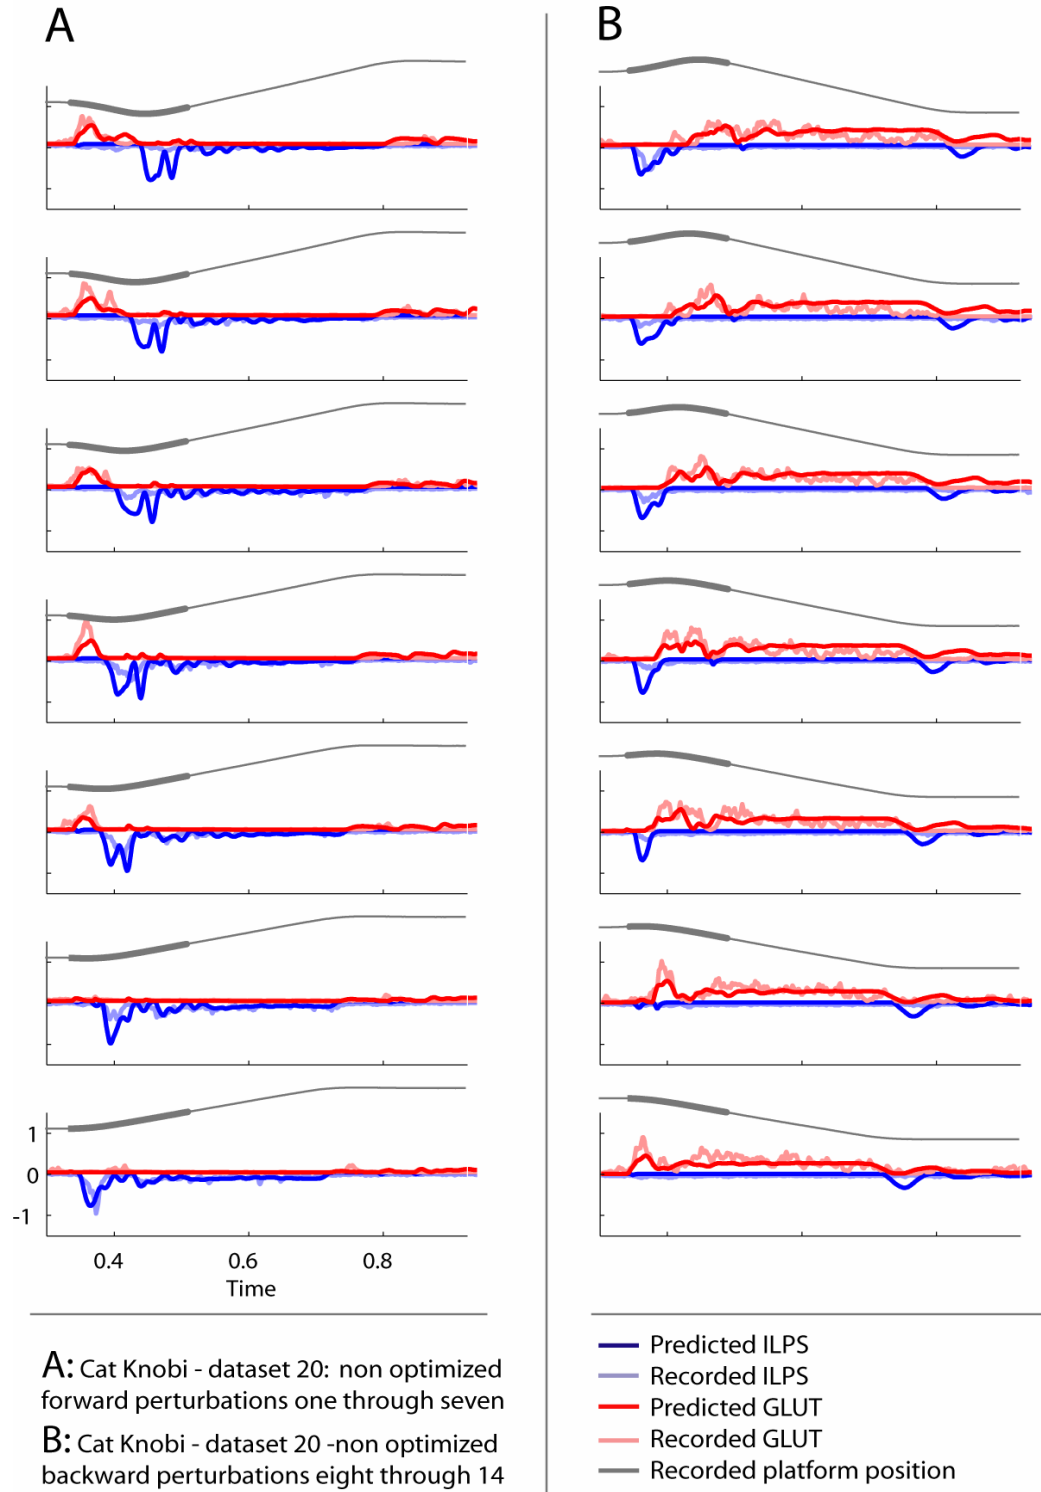 A
B
1
0
-1
0.4 0.6 0.8
Time
A: Cat Knobi - dataset 20: non optimized
forward perturbations one through seven
B: Cat Knobi - dataset 20 -non optimized
backward perturbations eight through 14
Predicted ILPS
Recorded ILPS
Predicted GLUT
Recorded GLUT
Recorded platform position